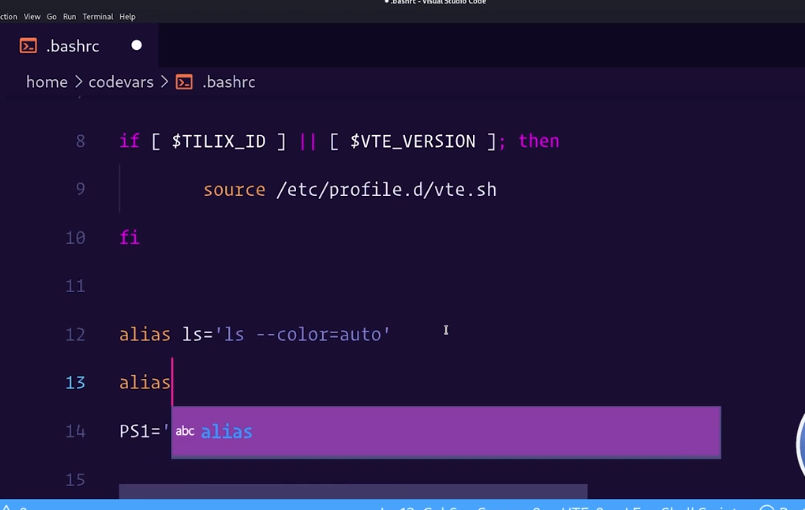 .bashrc - Visual Studio Code
ction View Go Run Terminal Help
.bashrc
home > codevars > .bashrc
8 if [ $TILIX_ID ] || [ $VTE_VERSION ]; then
9 source /etc/profile.d/vte.sh
10 fi
11
12 alias ls='ls --color=auto'
13 alias
14 PS1='
abc alias
15